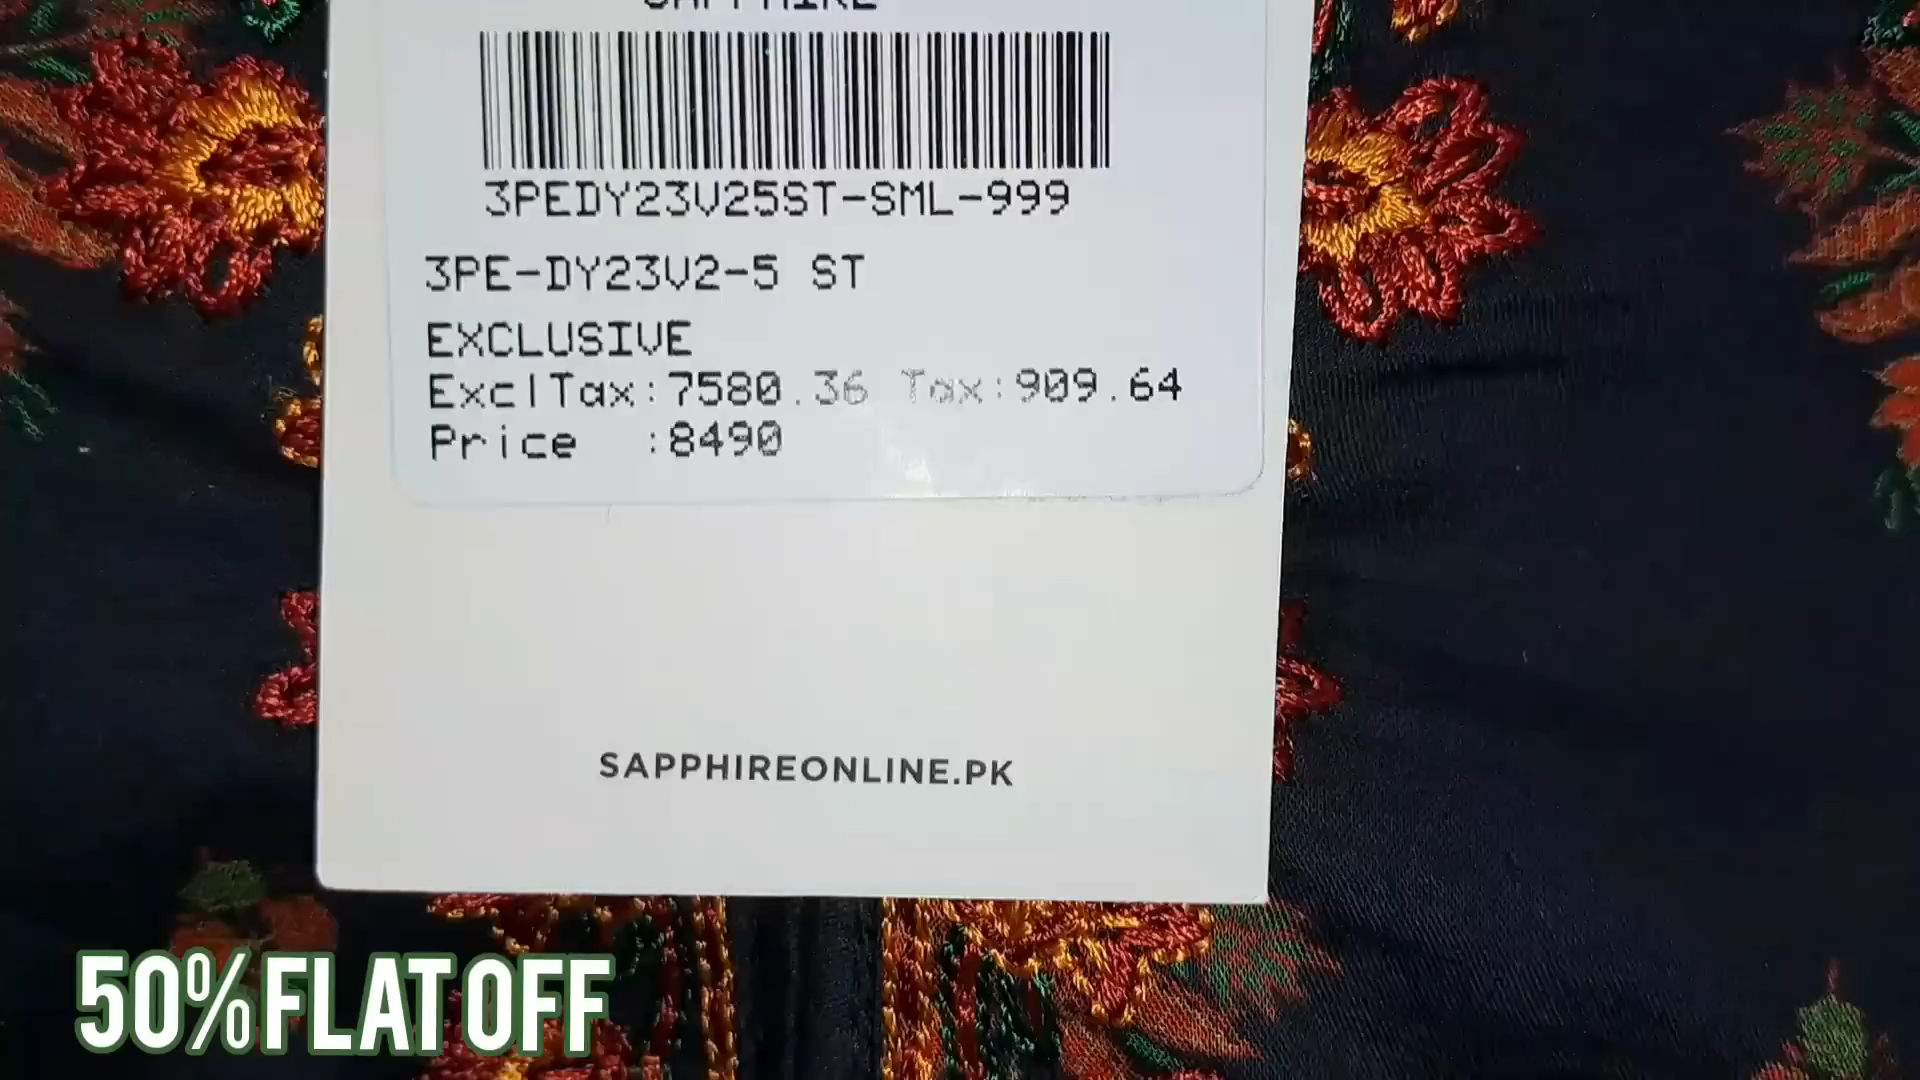 SAPPHIRE
3PEDY23V25ST-SML-999
3PE-DY23V2-5 ST
EXCLUSIVE
ExclTax:7580.36 Tax:909.64
Price :8490
SAPPHIREONLINE.PK
50% FLAT OFF